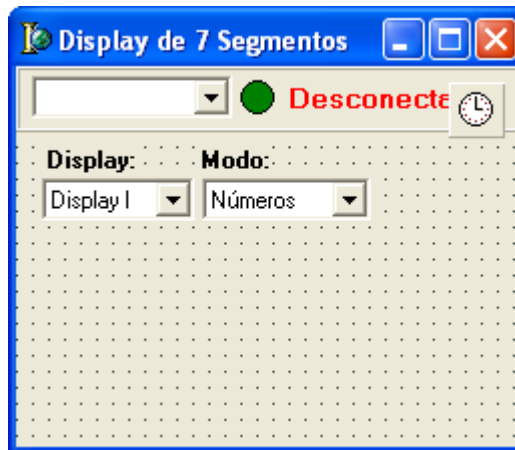 Display de 7 Segmentos
Desconecta
Display: Modo:
Display I Números